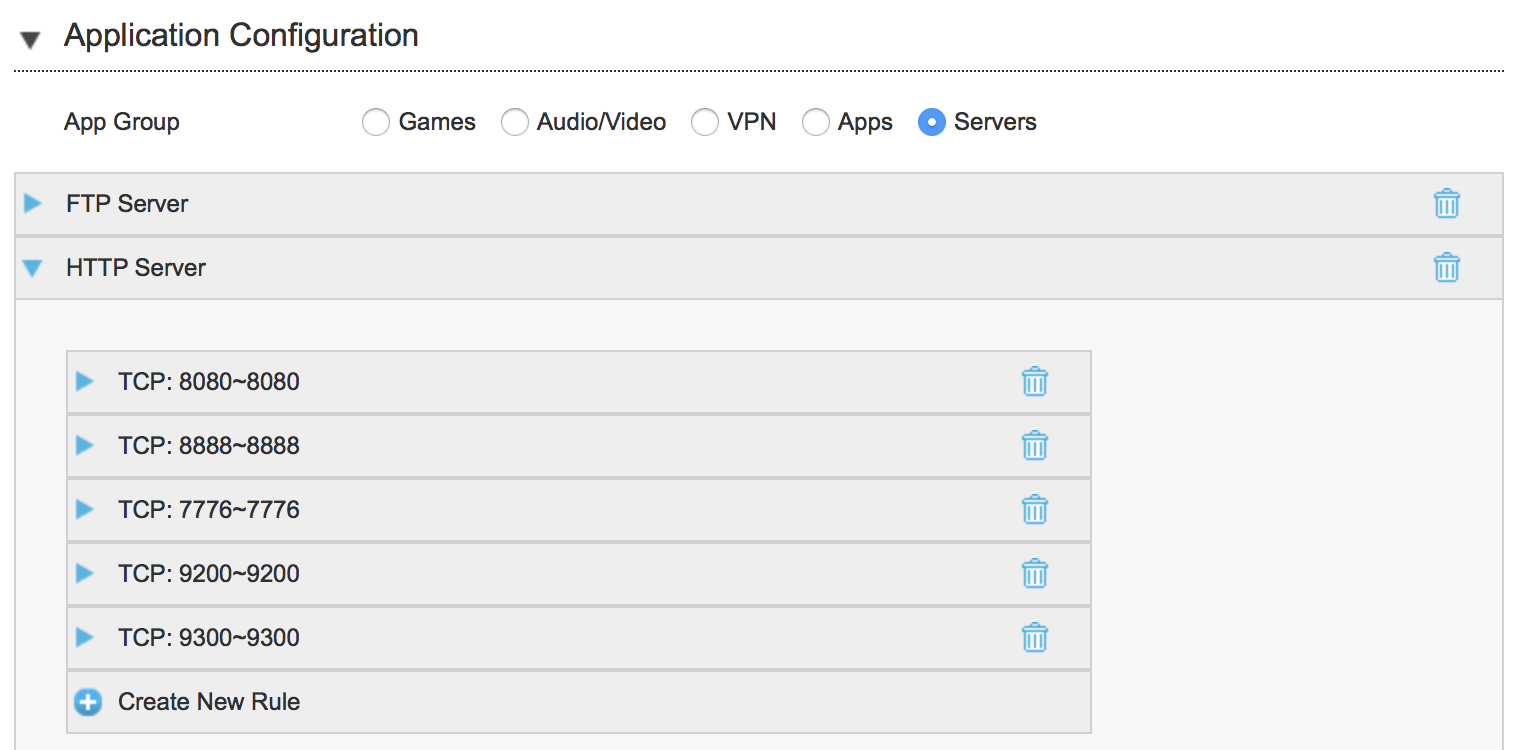 Application Configuration
App Group Games Audio/Video VPN Apps Servers
FTP Server
HTTP Server
TCP: 8080~8080
TCP: 8888~8888
TCP: 7776~7776
TCP: 9200~9200
TCP: 9300~9300
Create New Rule